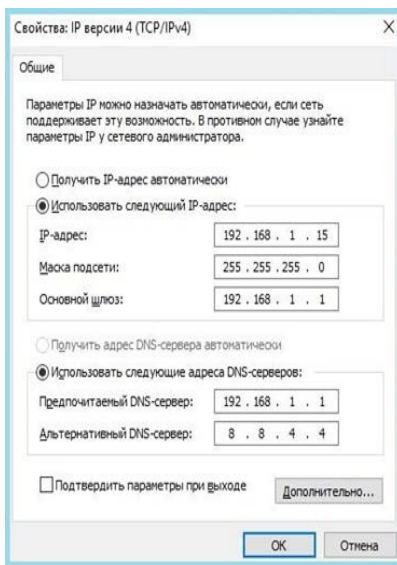 Свойства: IP версии 4 (TCP/IPv4)
Общие
Параметры IP можно назначать автоматически, если сеть
поддерживает эту возможность. В противном случае узнайте
параметры IP у сетевого администратора.
Получить IP-адрес автоматически
Использовать следующий IP-адрес:
IP-адрес: 192 . 168 . 1 . 15
Маска подсети: 255 . 255 . 255 . 0
Основной шлюз: 192 . 168 . 1 . 1
Получить адрес DNS-сервера автоматически
Использовать следующие адреса DNS-серверов:
Предпочитаемый DNS-сервер: 192 . 168 . 1 . 1
Альтернативный DNS-сервер: 8 . 8 . 4 . 4
Подтвердить параметры при выходе
Дополнительно...
ОК Отмена